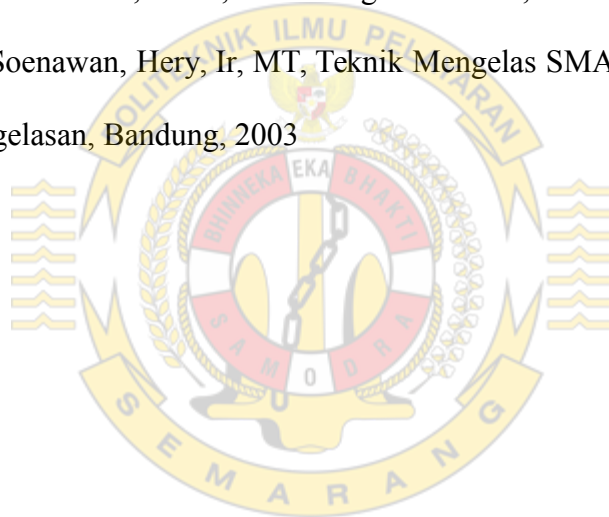 Soenawan, Hery, Ir, MT, Teknik Mengelas SMA
gelasan, Bandung, 2003
POLITEKNIK ILMU PELAYARAN
BHINNEKA EKA BHAKTI
SAMODRA
SEMARANG